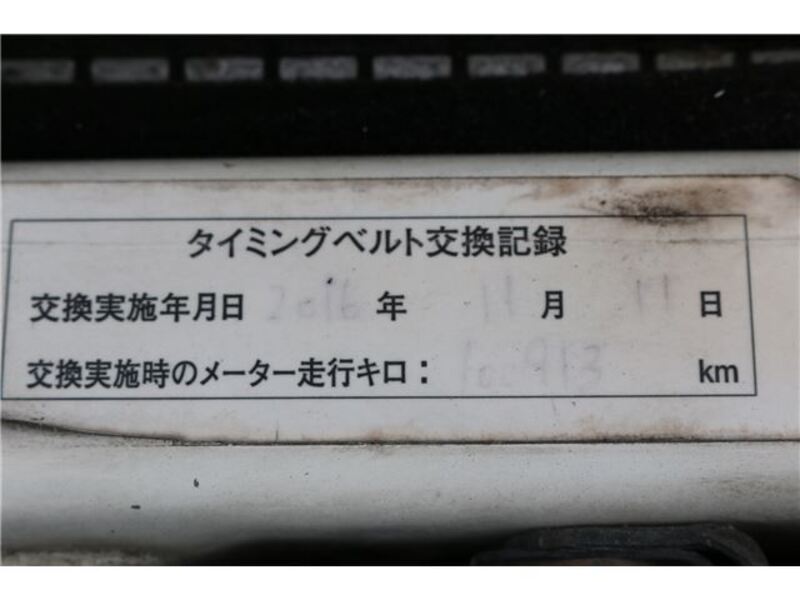 タイミングベルト交換記録
交換実施年月日 2016 年 11 月 11 日
交換実施時のメーター走行キロ： 100913 km